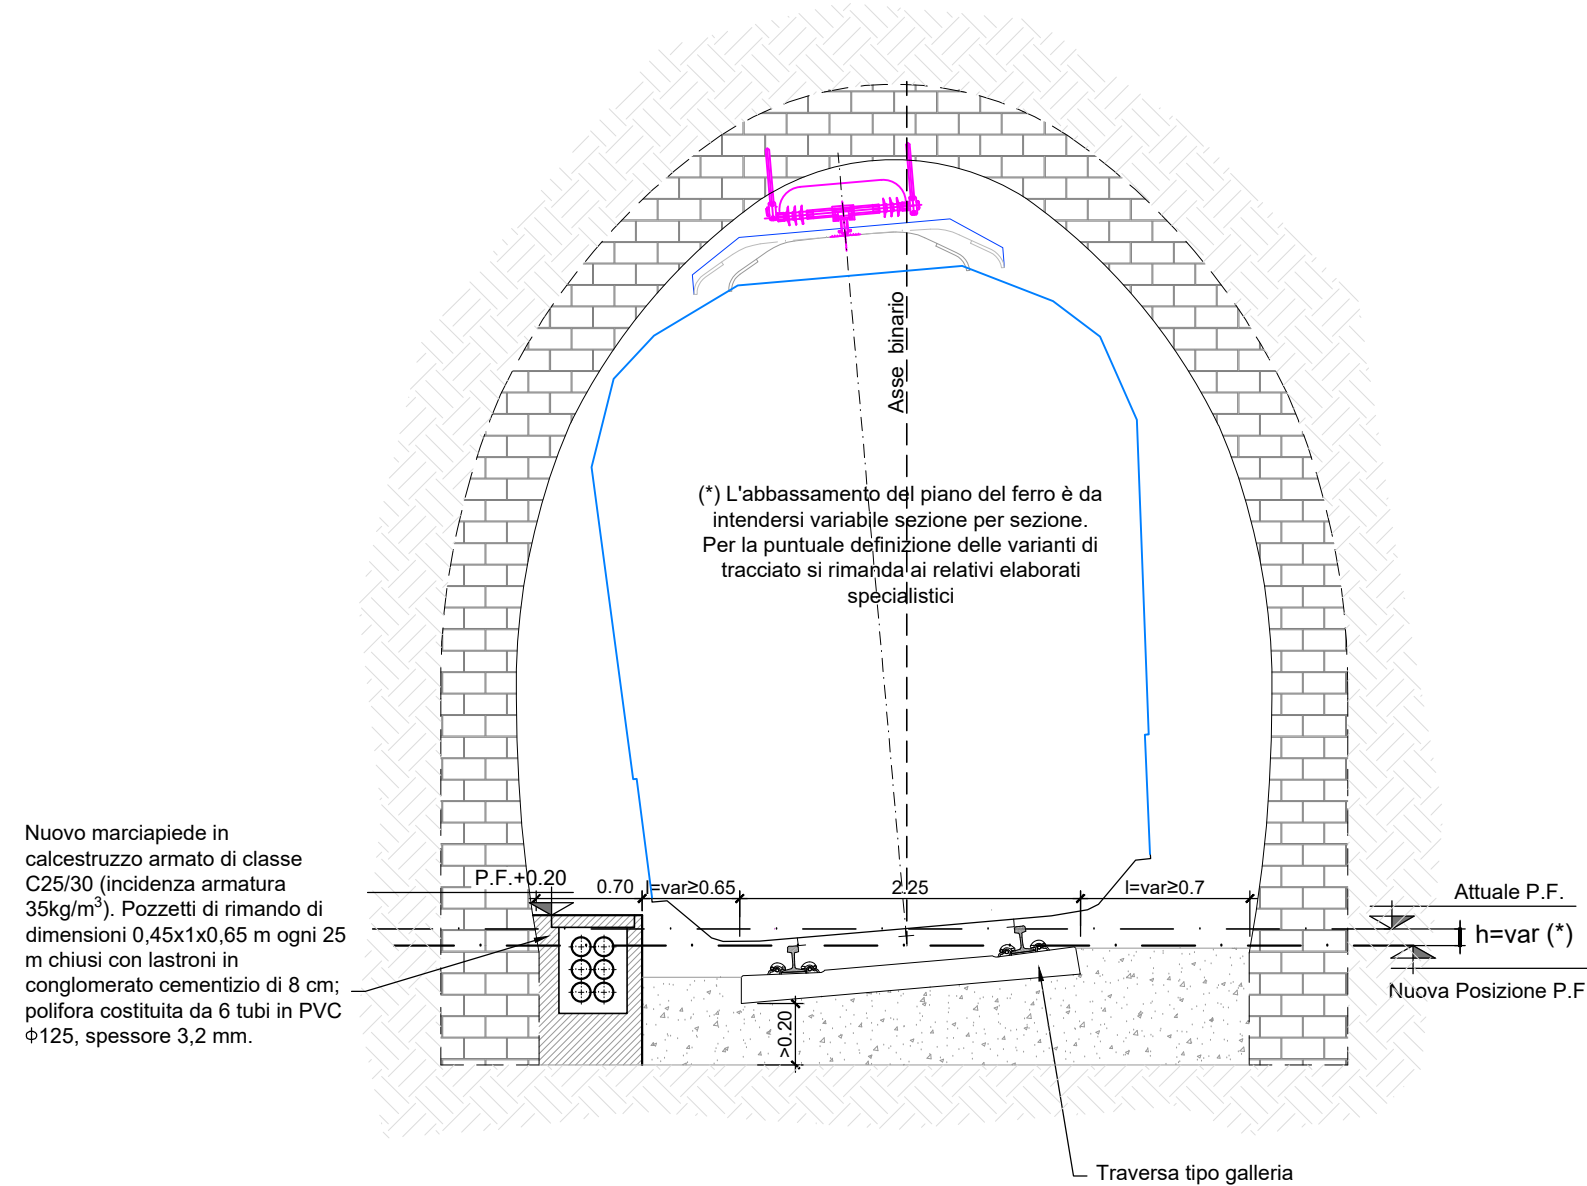 Asse binario
(*) L'abbassamento del piano del ferro è da
intendersi variabile sezione per sezione.
Per la puntuale definizione delle varianti di
tracciato si rimanda ai relativi elaborati
specialistici
Nuovo marciapiede in
calcestruzzo armato di classe
C25/30 (incidenza armatura
35kg/m³). Pozzetti di rimando di
dimensioni 0,45x1x0,65 m ogni 25
m chiusi con lastroni in
conglomerato cementizio di 8 cm;
polifora costituita da 6 tubi in PVC
Φ125, spessore 3,2 mm.
P.F.+0.20
0.70
l=var≥0.65
2.25
l=var≥0.7
Attuale P.F.
h=var (*)
Nuova Posizione P.F
>0.20
Traversa tipo galleria